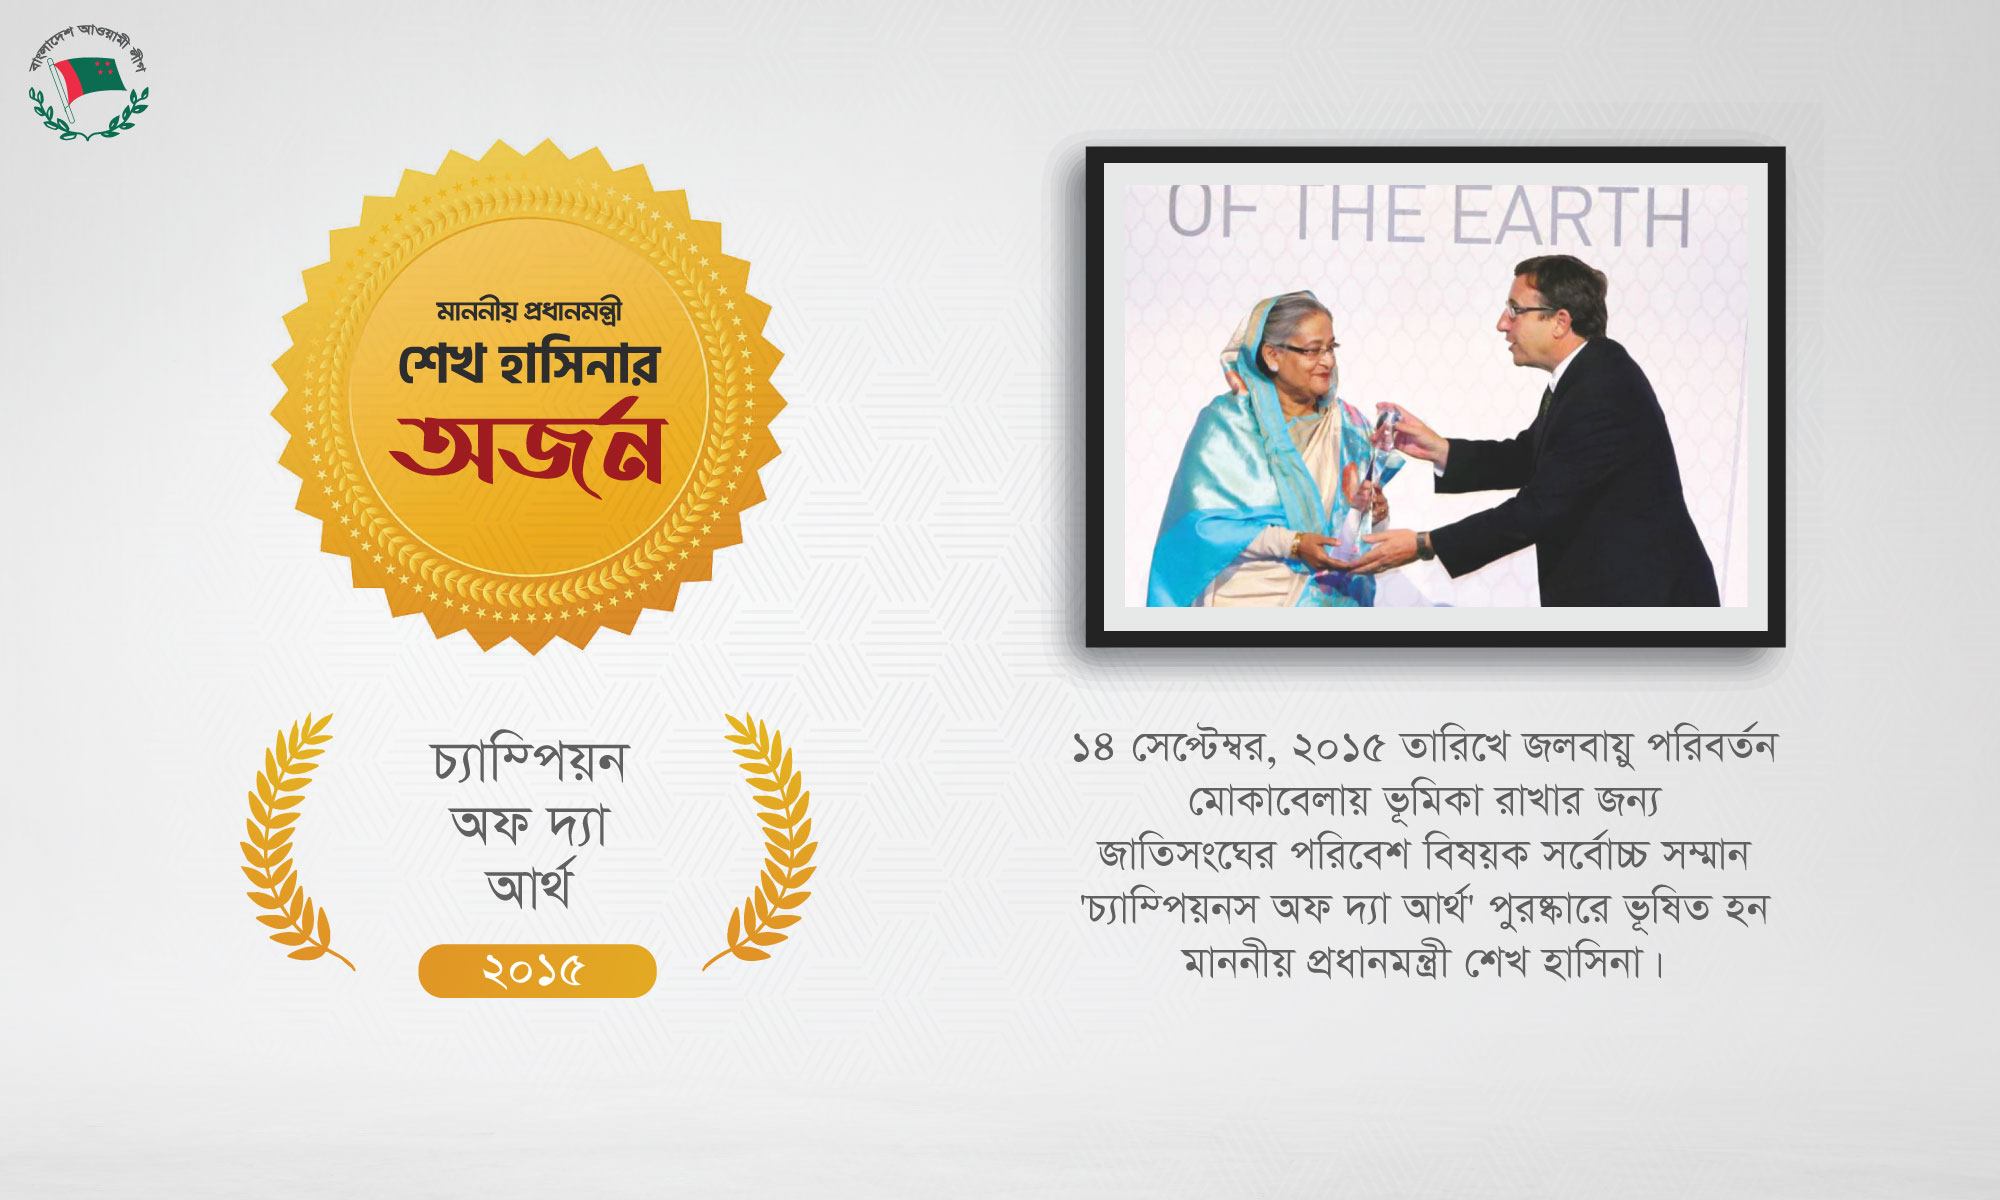 বাংলাদেশ আওয়ামী লীগ
মাননীয় প্রধানমন্ত্রী
শেখ হাসিনার
অর্জন
চ্যাম্পিয়ন
অফ দ্যা
আর্থ
২০১৫
OF THE EARTH
১৪ সেপ্টেম্বর, ২০১৫ তারিখে জলবায়ু পরিবর্তন
মোকাবেলায় ভূমিকা রাখার জন্য
জাতিসংঘের পরিবেশ বিষয়ক সর্বোচ্চ সম্মান
'চ্যাম্পিয়নস অফ দ্যা আর্থ' পুরষ্কারে ভূষিত হন
মাননীয় প্রধানমন্ত্রী শেখ হাসিনা।